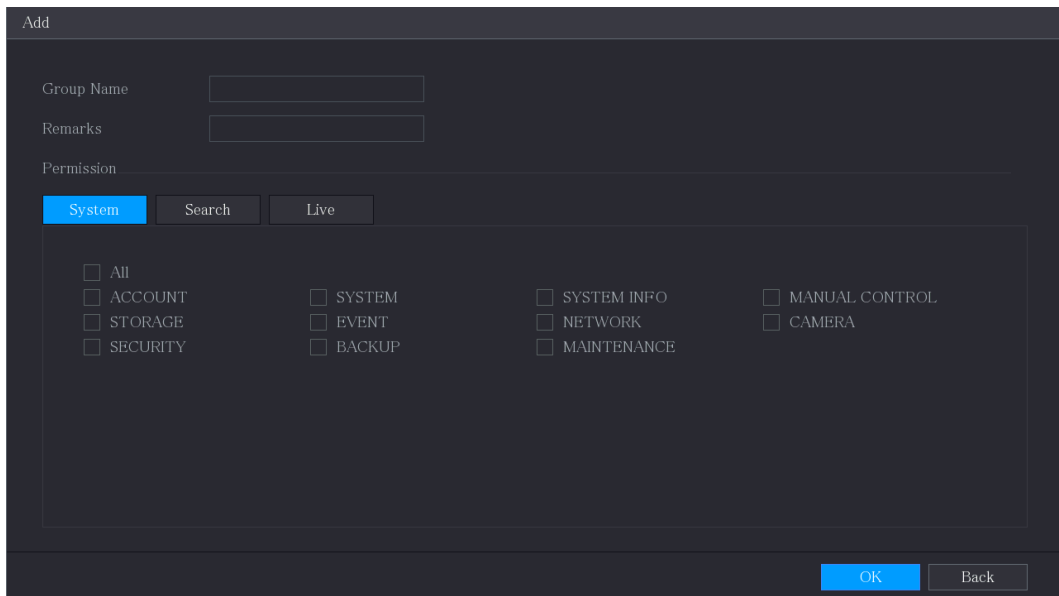 Add
Group Name
Remarks
Permission
System Search Live
All
ACCOUNT SYSTEM SYSTEM INFO MANUAL CONTROL
STORAGE EVENT NETWORK CAMERA
SECURITY BACKUP MAINTENANCE
OK Back